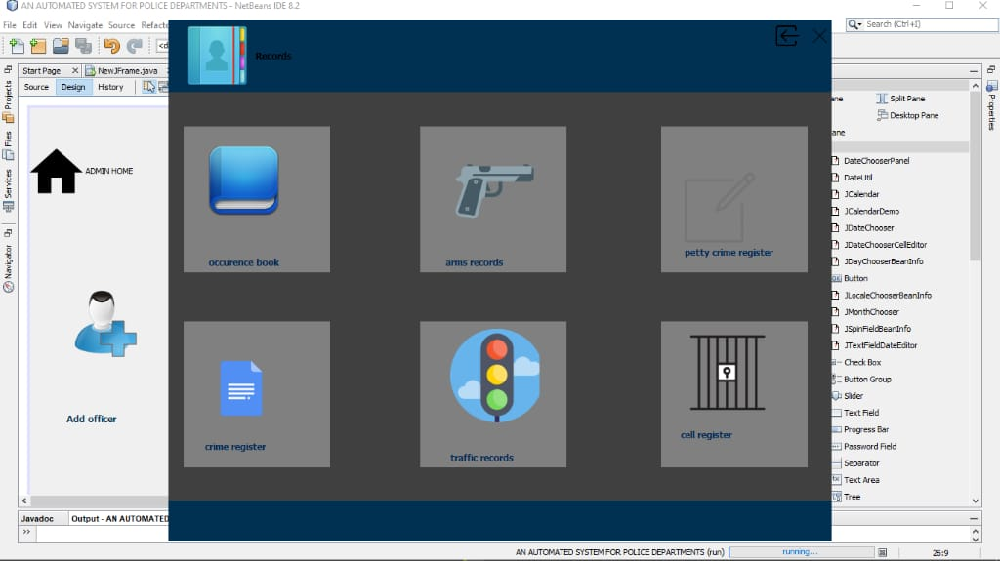 AN AUTOMATED SYSTEM FOR POLICE DEPARTMENTS - NetBeans IDE 8.2
File Edit View Navigate Source Refacto
Search (Ctrl+I)
<d
Start Page
NewJFrame.java
Source Design History
Projects
Files
Services
Navigator
ADMIN HOME
Add officer
Records
occurence book
arms records
petty crime register
crime register
traffic records
cell register
ane
Split Pane
Desktop Pane
ane
DateChooserPanel
DateUtil
JCalendar
JCalendarDemo
JDateChooser
JDateChooserCellEditor
JDayChooserBeanInfo
Button
JLocaleChooserBeanInfo
JMonthChooser
JSpinFieldBeanInfo
JTextFieldDateEditor
Check Box
Button Group
Slider
Text Field
Progress Bar
Password Field
Separator
Text Area
Tree
Properties
Javadoc
Output - AN AUTOMATED
>>
AN AUTOMATED SYSTEM FOR POLICE DEPARTMENTS (run)
running...
26:9